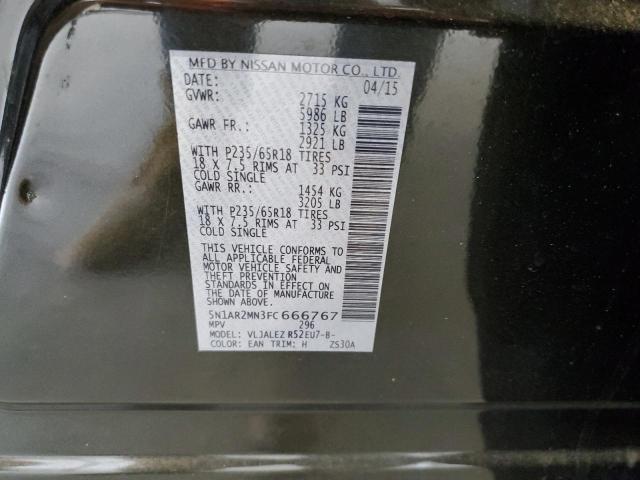 MFD BY NISSAN MOTOR CO., LTD.
DATE: 04/15
GVWR: 2715 KG
5986 LB
GAWR FR.: 1325 KG
2921 LB
WITH P235/65R18 TIRES
18 X 7.5 RIMS AT 33 PSI
COLD SINGLE
GAWR RR.: 1454 KG
3205 LB
WITH P235/65R18 TIRES
18 X 7.5 RIMS AT 33 PSI
COLD SINGLE
THIS VEHICLE CONFORMS TO
ALL APPLICABLE FEDERAL
MOTOR VEHICLE SAFETY AND
THEFT PREVENTION
STANDARDS IN EFFECT ON
THE DATE OF MANUFACTURE
SHOWN ABOVE.
5N1AR2MN3FC666767
MPV 296
MODEL: VLJALEZ R52EU7-B-
COLOR: EAN TRIM: H ZS30A